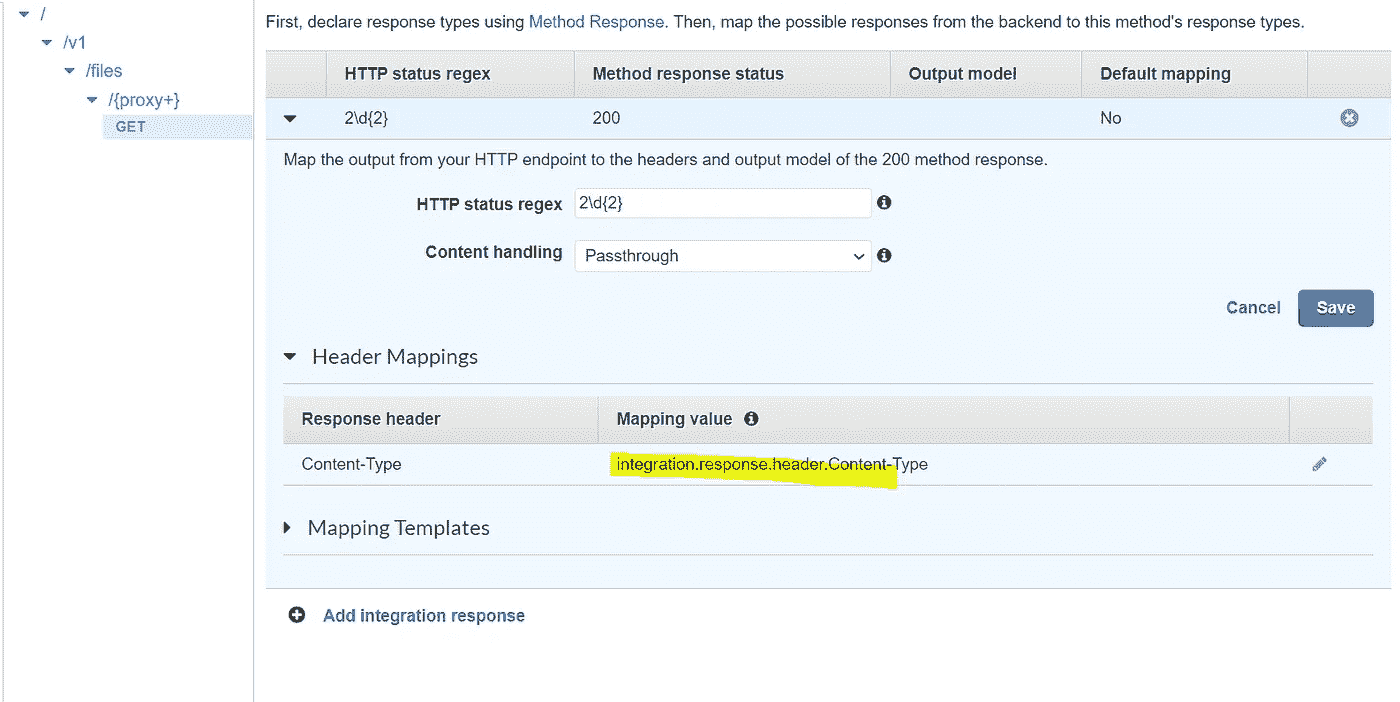 /
/v1
/files
/{proxy+}
GET
First, declare response types using Method Response. Then, map the possible responses from the backend to this method's response types.
HTTP status regex Method response status Output model Default mapping
2\d{2} 200 No
Map the output from your HTTP endpoint to the headers and output model of the 200 method response.
HTTP status regex 2\d{2}
Content handling Passthrough
Cancel Save
Header Mappings
Response header Mapping value
Content-Type integration.response.header.Content-Type
Mapping Templates
Add integration response